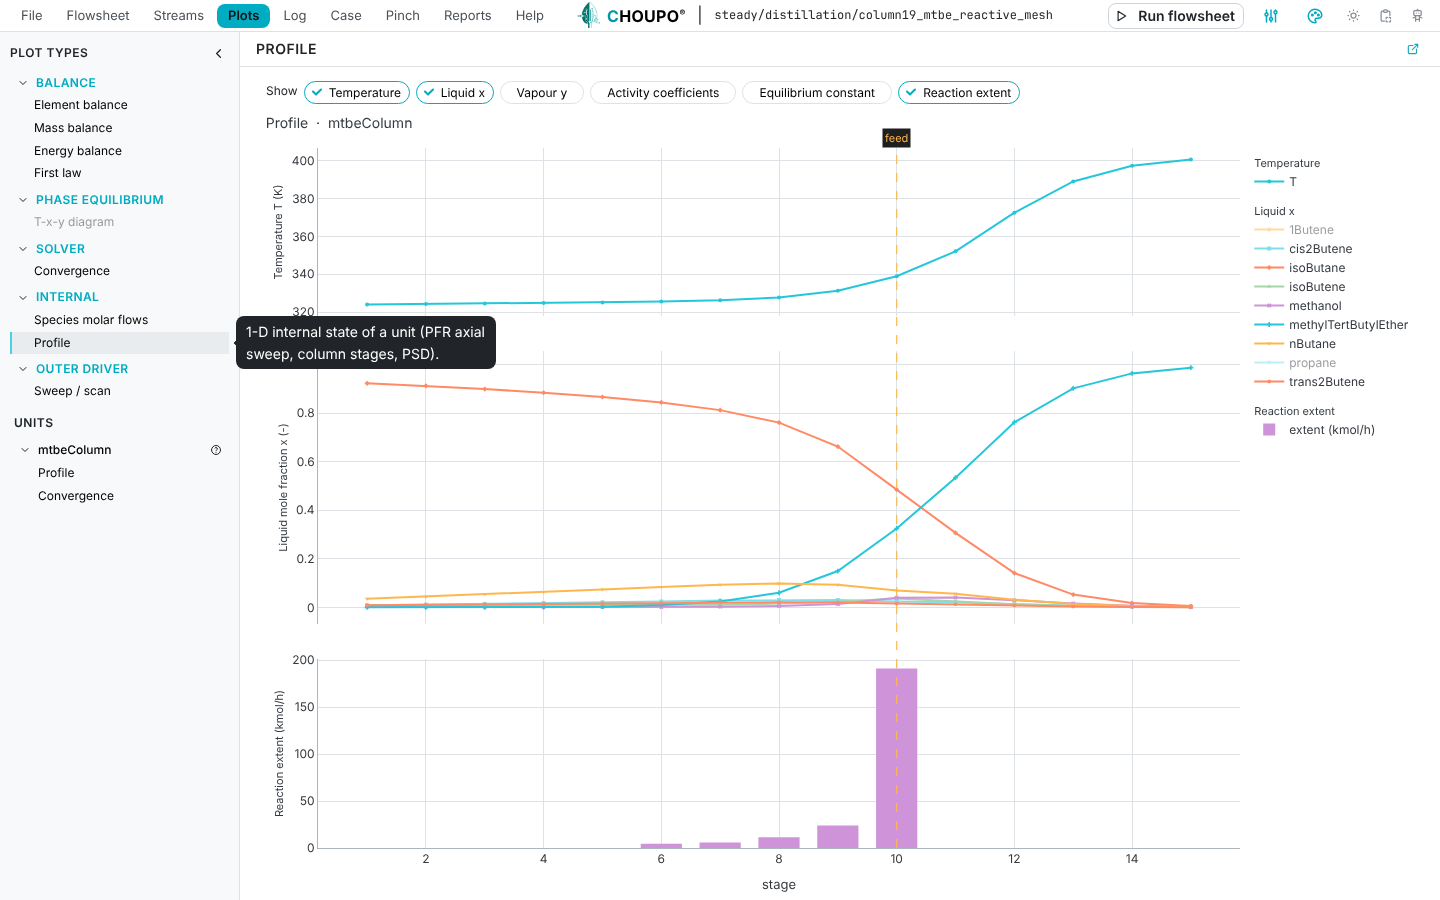 File Flowsheet Streams Plots Log Case Pinch Reports Help CHOUPO® steady/distillation/column19_mtbe_reactive_mesh Run flowsheet
PLOT TYPES
BALANCE
Element balance
Mass balance
Energy balance
First law
PHASE EQUILIBRIUM
T-x-y diagram
SOLVER
Convergence
INTERNAL
Species molar flows
Profile
OUTER DRIVER
Sweep / scan
UNITS
mtbeColumn
Profile
Convergence
1-D internal state of a unit (PFR axial
sweep, column stages, PSD).
PROFILE
Show Temperature Liquid x Vapour y Activity coefficients Equilibrium constant Reaction extent
Profile · mtbeColumn
feed
Temperature T (K)
400
380
360
340
320
Liquid mole fraction x (-)
0.8
0.6
0.4
0.2
0
Reaction extent (kmol/h)
200
150
100
50
0
2 4 6 8 10 12 14
stage
Temperature
T
Liquid x
1Butene
cis2Butene
isoButane
isoButene
methanol
methylTertButylEther
nButane
propane
trans2Butene
Reaction extent
extent (kmol/h)